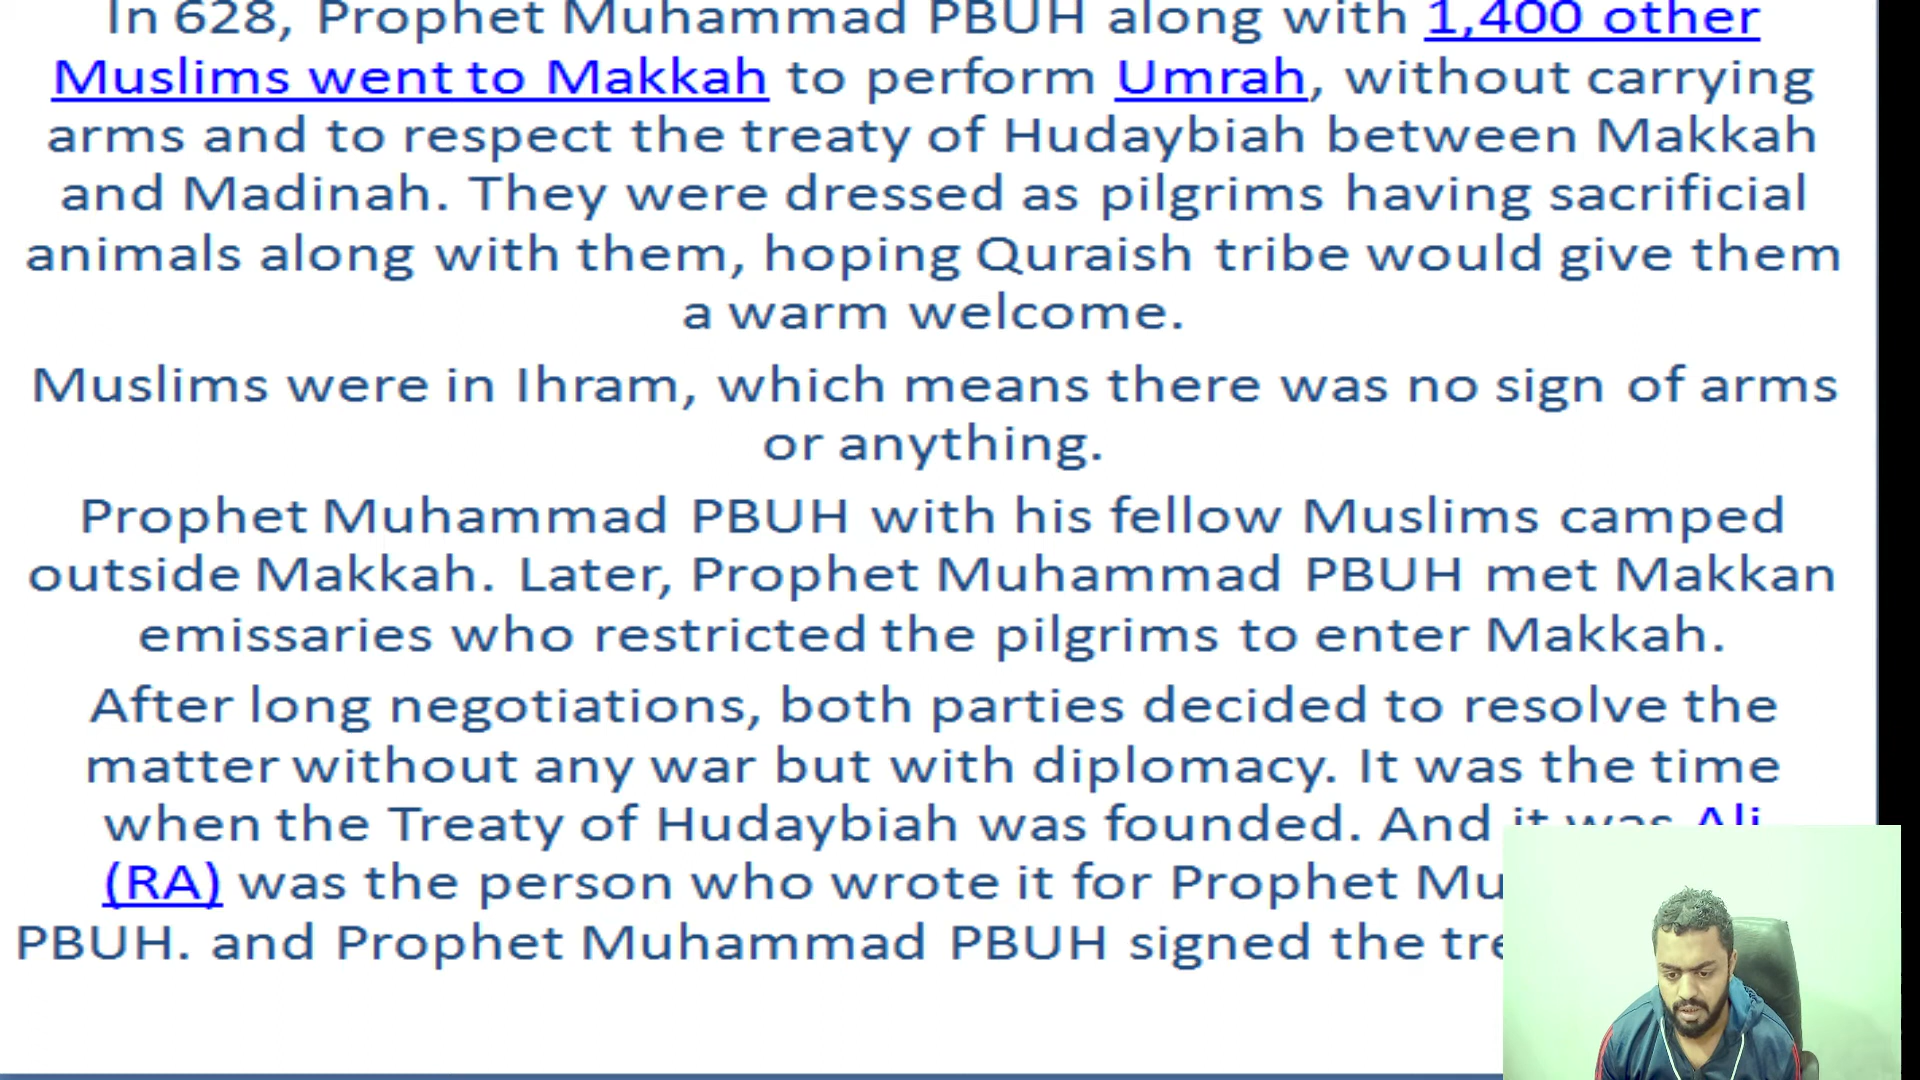 In 628, Prophet Muhammad PBUH along with 1,400 other
Muslims went to Makkah to perform Umrah, without carrying
arms and to respect the treaty of Hudaybiah between Makkah
and Madinah. They were dressed as pilgrims having sacrificial
animals along with them, hoping Quraish tribe would give them
a warm welcome.
Muslims were in Ihram, which means there was no sign of arms
or anything.
Prophet Muhammad PBUH with his fellow Muslims camped
outside Makkah. Later, Prophet Muhammad PBUH met Makkan
emissaries who restricted the pilgrims to enter Makkah.
After long negotiations, both parties decided to resolve the
matter without any war but with diplomacy. It was the time
when the Treaty of Hudaybiah was founded. And it was Ali
(RA) was the person who wrote it for Prophet
PBUH. and Prophet Muhammad PBUH signed the